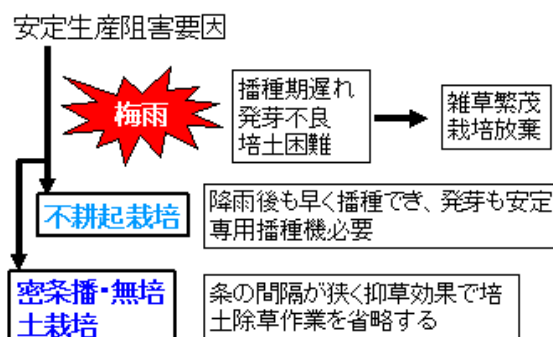 安定生産阻害要因
梅雨
播種期遅れ
発芽不良
培土困難
雑草繁茂
栽培放棄
不耕起栽培
降雨後も早く播種でき、発芽も安定
専用播種機必要
密条播・無培
土栽培
条の間隔が狭く抑草効果で培
土除草作業を省略する